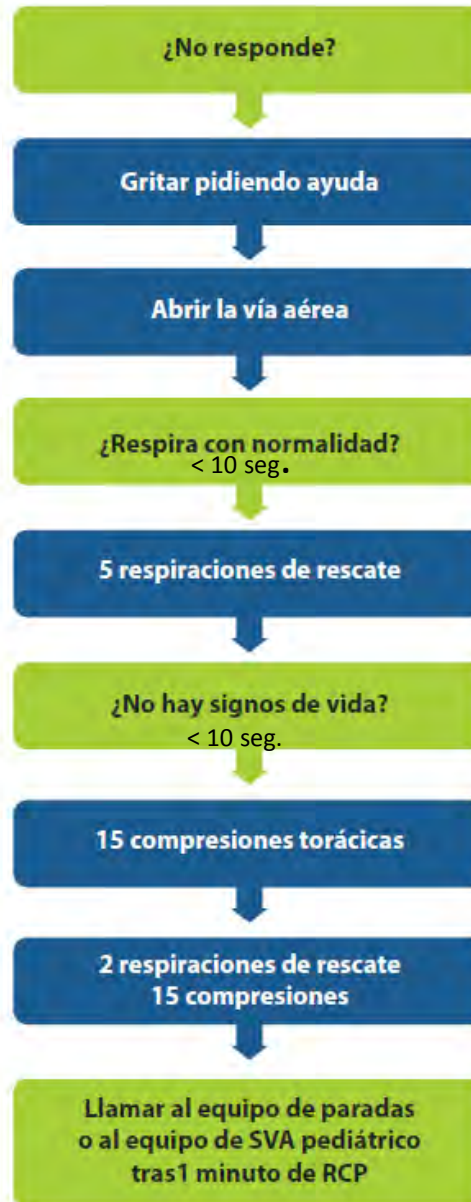 ¿No responde?
Gritar pidiendo ayuda
Abrir la vía aérea
¿Respira con normalidad?
< 10 seg.
5 respiraciones de rescate
¿No hay signos de vida?
< 10 seg.
15 compresiones torácicas
2 respiraciones de rescate
15 compresiones
Llamar al equipo de paradas
o al equipo de SVA pediátrico
tras1 minuto de RCP